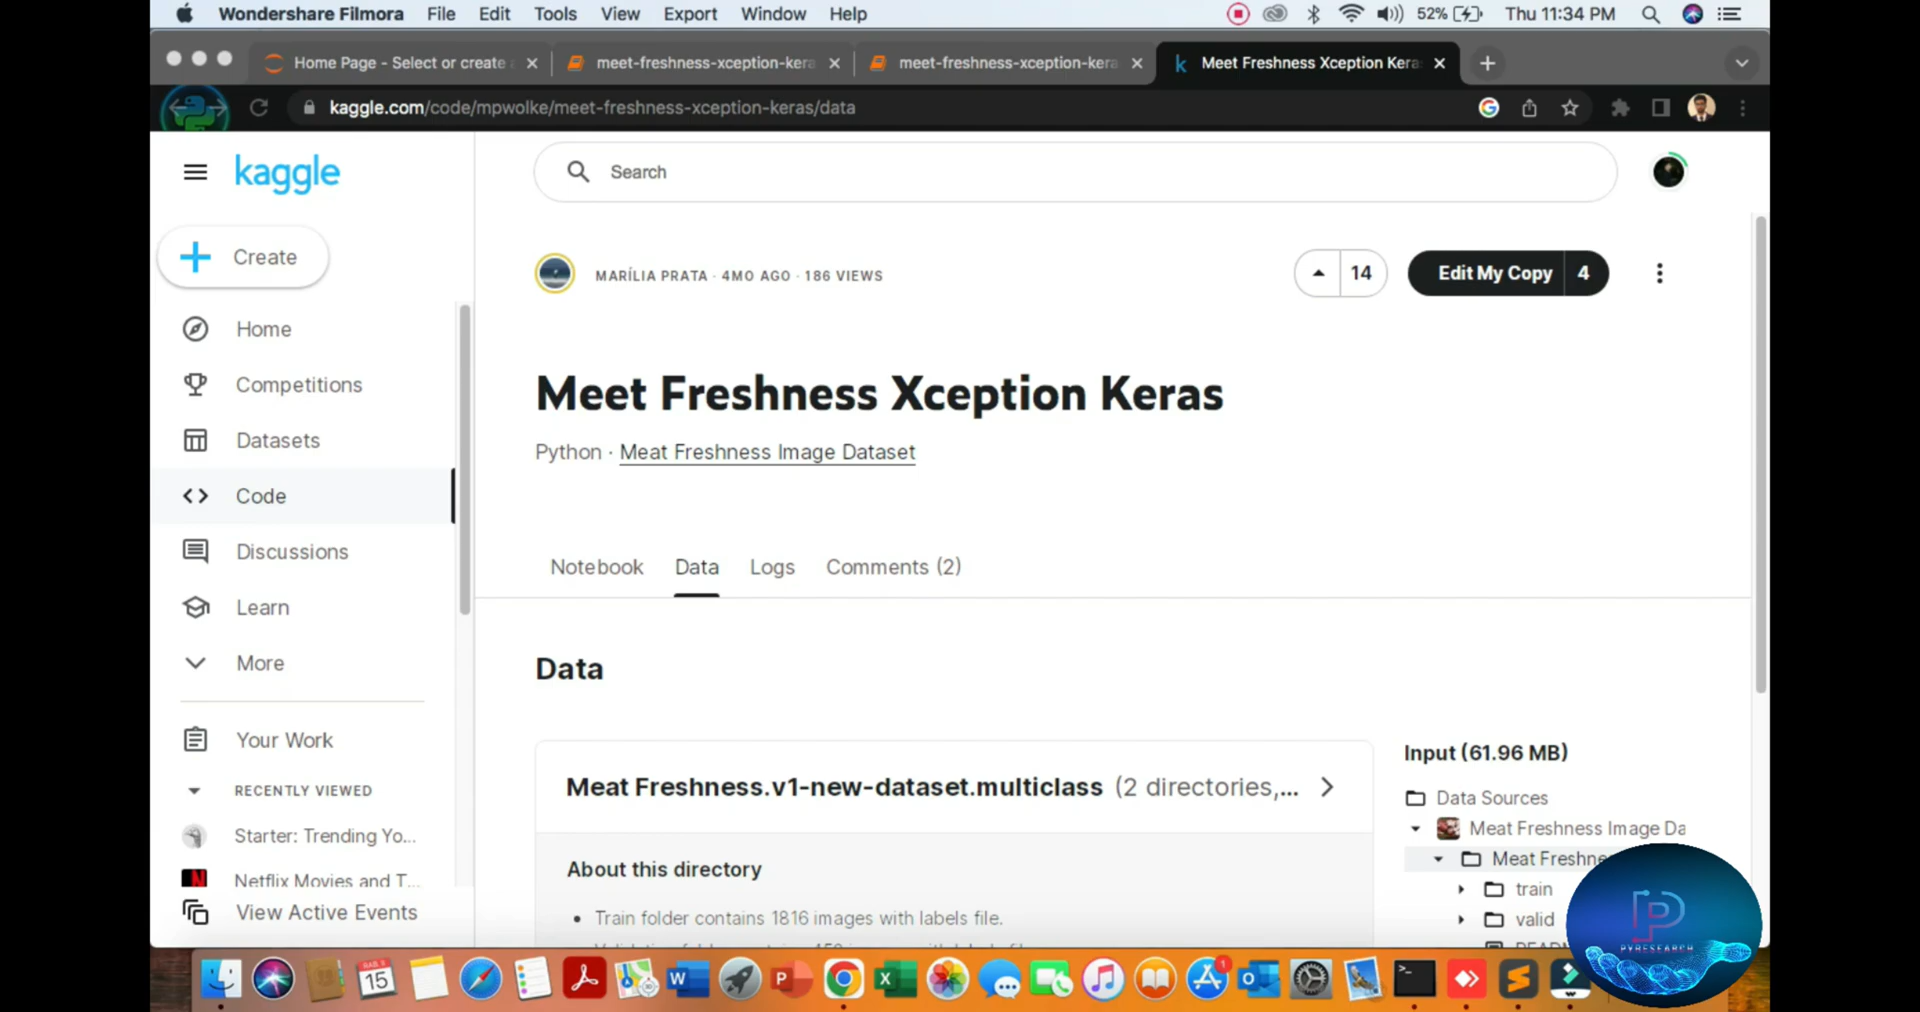 Wondershare Filmora File Edit Tools View Export Window Help 52% Thu 11:34 PM
Home Page - Select or create a
meet-freshness-xception-kera
meet-freshness-xception-kera
Meet Freshness Xception Kera
kaggle.com/code/mpwolke/meet-freshness-xception-keras/data
kaggle
Search
Create
Home
Competitions
Datasets
Code
Discussions
Learn
More
Your Work
RECENTLY VIEWED
Starter: Trending Yo...
Netflix Movies and T...
View Active Events
MARÍLIA PRATA · 4MO AGO · 186 VIEWS
14
Edit My Copy 4
Meet Freshness Xception Keras
Python · Meat Freshness Image Dataset
Notebook Data Logs Comments (2)
Data
Meat Freshness.v1-new-dataset.multiclass (2 directories,...
About this directory
• Train folder contains 1816 images with labels file.
Input (61.96 MB)
Data Sources
Meat Freshness Image Da
Meat Freshne
train
valid
PYRESEARCH
15
1